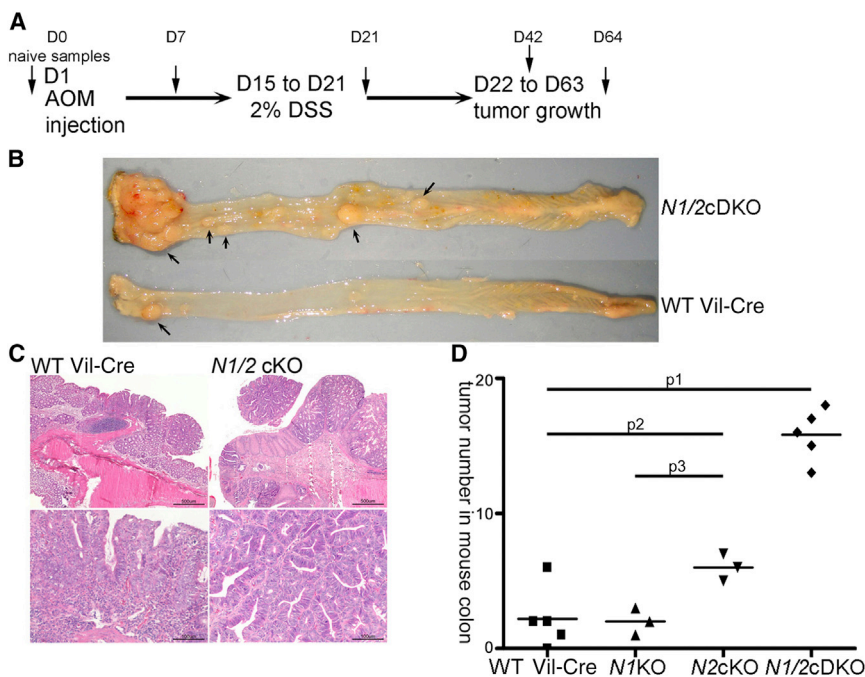 A
D0
naive samples
D1
AOM
injection
D7
D15 to D21
2% DSS
D21
D42
D22 to D63
tumor growth
D64
B
N1/2cDKO
WT Vil-Cre
C
WT Vil-Cre
N1/2 cKO
500um
500um
D
tumor number in mouse colon
20
10
0
p1
p2
p3
WT Vil-Cre
N1KO
N2cKO
N1/2cDKO